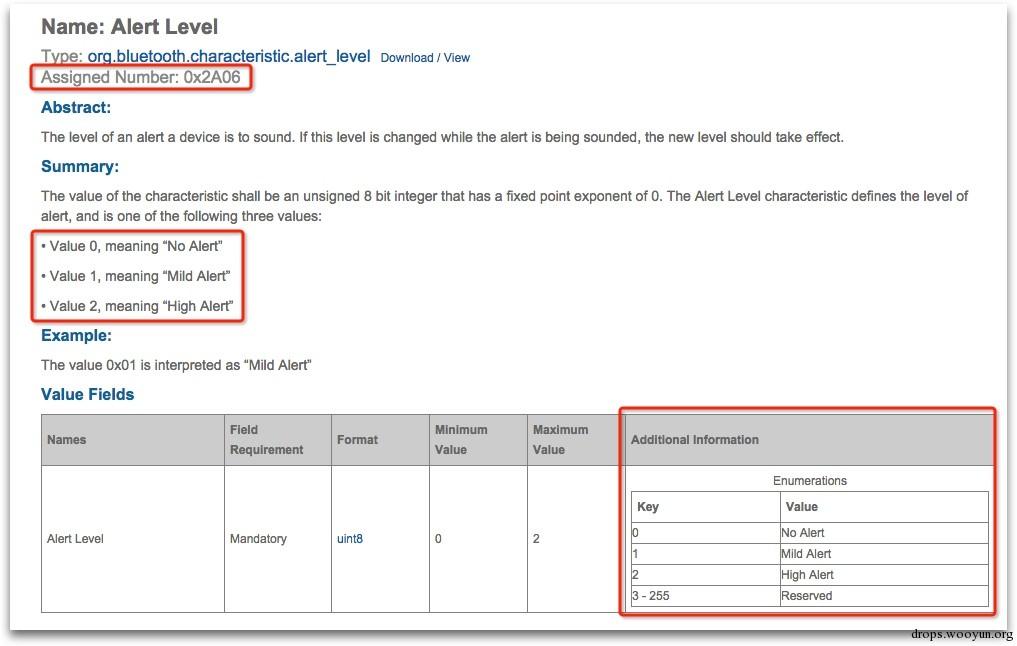 Name: Alert Level
Type: org.bluetooth.characteristic.alert_level Download / View
Assigned Number: 0x2A06
Abstract:
The level of an alert a device is to sound. If this level is changed while the alert is being sounded, the new level should take effect.
Summary:
The value of the characteristic shall be an unsigned 8 bit integer that has a fixed point exponent of 0. The Alert Level characteristic defines the level of
alert, and is one of the following three values:
• Value 0, meaning “No Alert”
• Value 1, meaning “Mild Alert”
• Value 2, meaning “High Alert”
Example:
The value 0x01 is interpreted as “Mild Alert”
Value Fields
Names Field Requirement Format Minimum Value Maximum Value Additional Information
Alert Level Mandatory uint8 0 2
Enumerations
Key Value
0 No Alert
1 Mild Alert
2 High Alert
3 - 255 Reserved
drops.wooyun.org